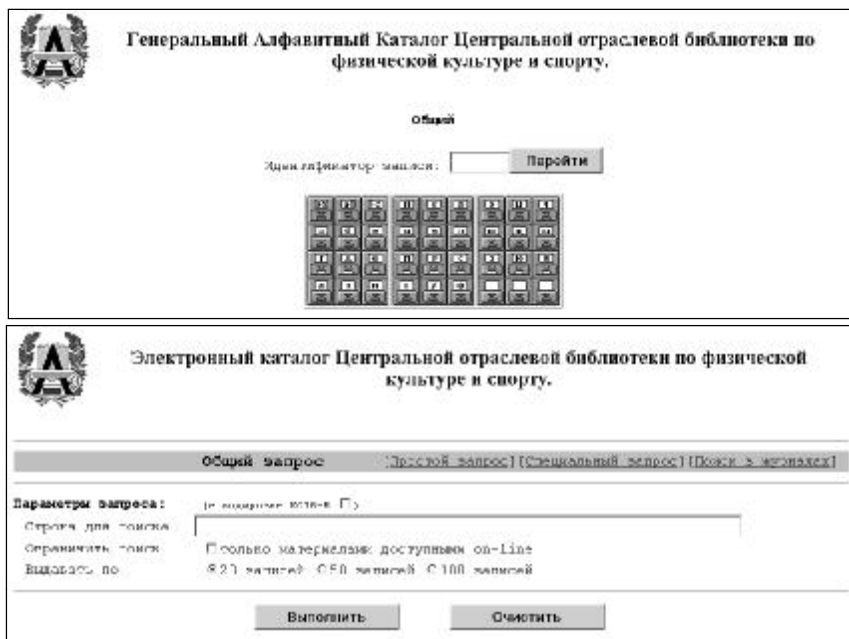 Генеральный Алфавитный Каталог Центральной отраслевой библиотеки по
физической культуре и спорту.
Общий
Идентификатор записи: Перейти
Электронный каталог Центральной отраслевой библиотеки по физической
культуре и спорту.
Общий запрос [Простой запрос] [Специальный запрос] [Поиск в журналах]
Параметры запроса:
Строка для поиска
Ограничить поиск только материалами доступными on-line
Выдавать по 20 записей 50 записей 100 записей
Выполнить Очистить